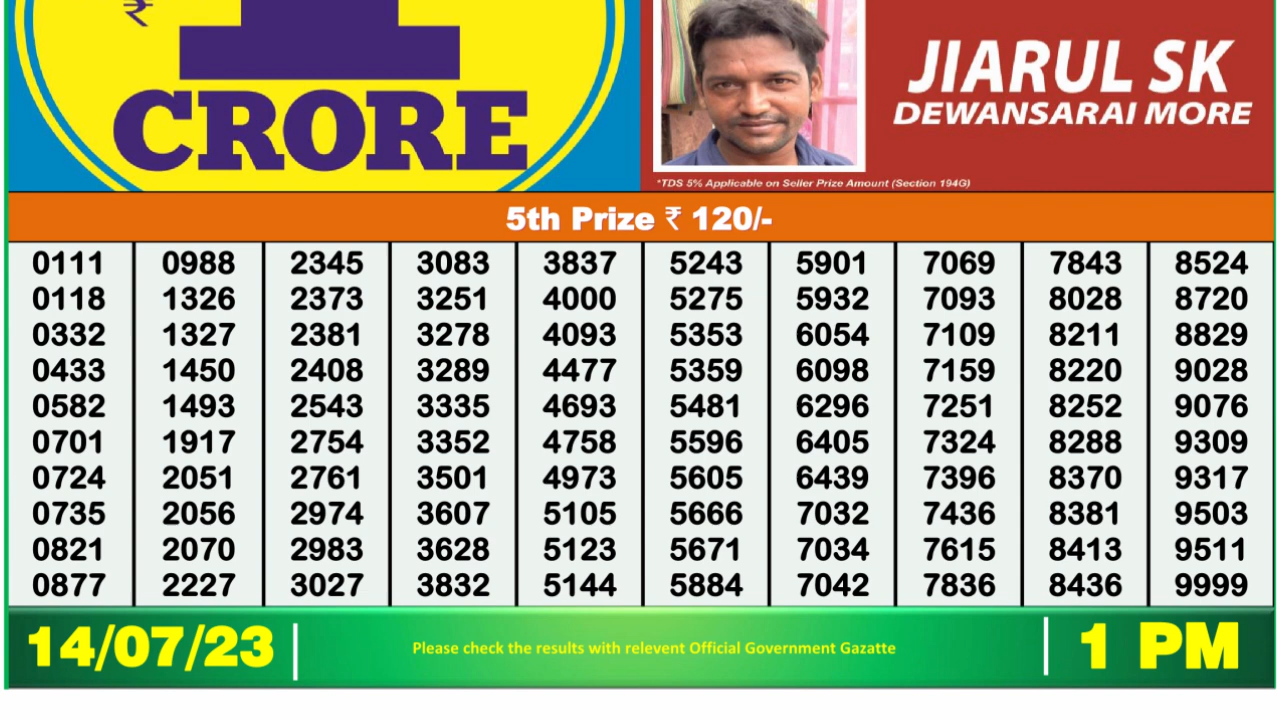 ₹
1
CRORE
JIARUL SK
DEWANSARAI MORE
*TDS 5% Applicable on Seller Prize Amount (Section 194G)
5th Prize ₹ 120/-
0111 0988 2345 3083 3837 5243 5901 7069 7843 8524
0118 1326 2373 3251 4000 5275 5932 7093 8028 8720
0332 1327 2381 3278 4093 5353 6054 7109 8211 8829
0433 1450 2408 3289 4477 5359 6098 7159 8220 9028
0582 1493 2543 3335 4693 5481 6296 7251 8252 9076
0701 1917 2754 3352 4758 5596 6405 7324 8288 9309
0724 2051 2761 3501 4973 5605 6439 7396 8370 9317
0735 2056 2974 3607 5105 5666 7032 7436 8381 9503
0821 2070 2983 3628 5123 5671 7034 7615 8413 9511
0877 2227 3027 3832 5144 5884 7042 7836 8436 9999
14/07/23
Please check the results with relevent Official Government Gazatte
1 PM